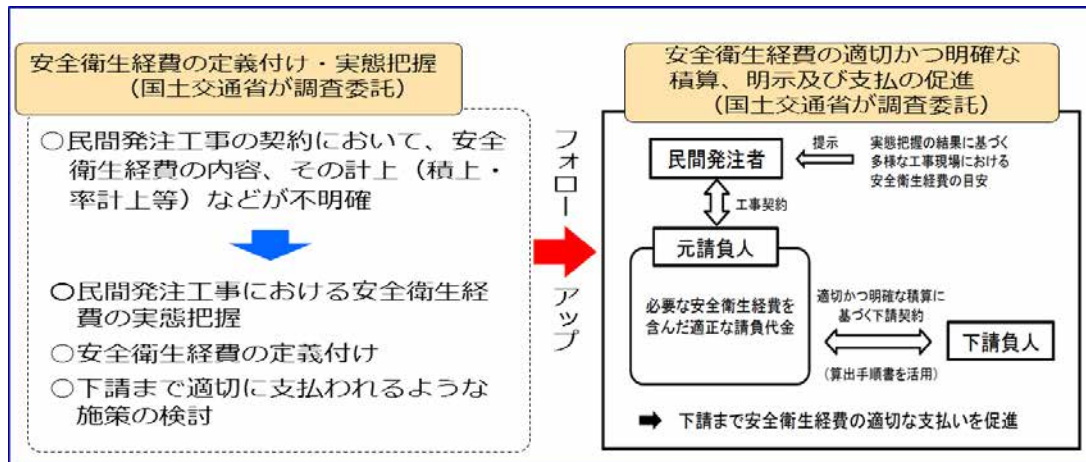 安全衛生経費の定義付け・実態把握
(国土交通省が調査委託)
○民間発注工事の契約において、安全
衛生経費の内容、その計上（積上・
率計上等）などが不明確
○民間発注工事における安全衛生経
費の実態把握
○安全衛生経費の定義付け
○下請まで適切に支払われるような
施策の検討
フォローアップ
安全衛生経費の適切かつ明確な
積算、明示及び支払の促進
(国土交通省が調査委託)
民間発注者
提示
実態把握の結果に基づく
多様な工事現場における
安全衛生経費の目安
工事契約
元請負人
必要な安全衛生経費を
含んだ適正な請負代金
適切かつ明確な積算に
基づく下請契約
(算出手順書を活用)
下請負人
下請まで安全衛生経費の適切な支払いを促進